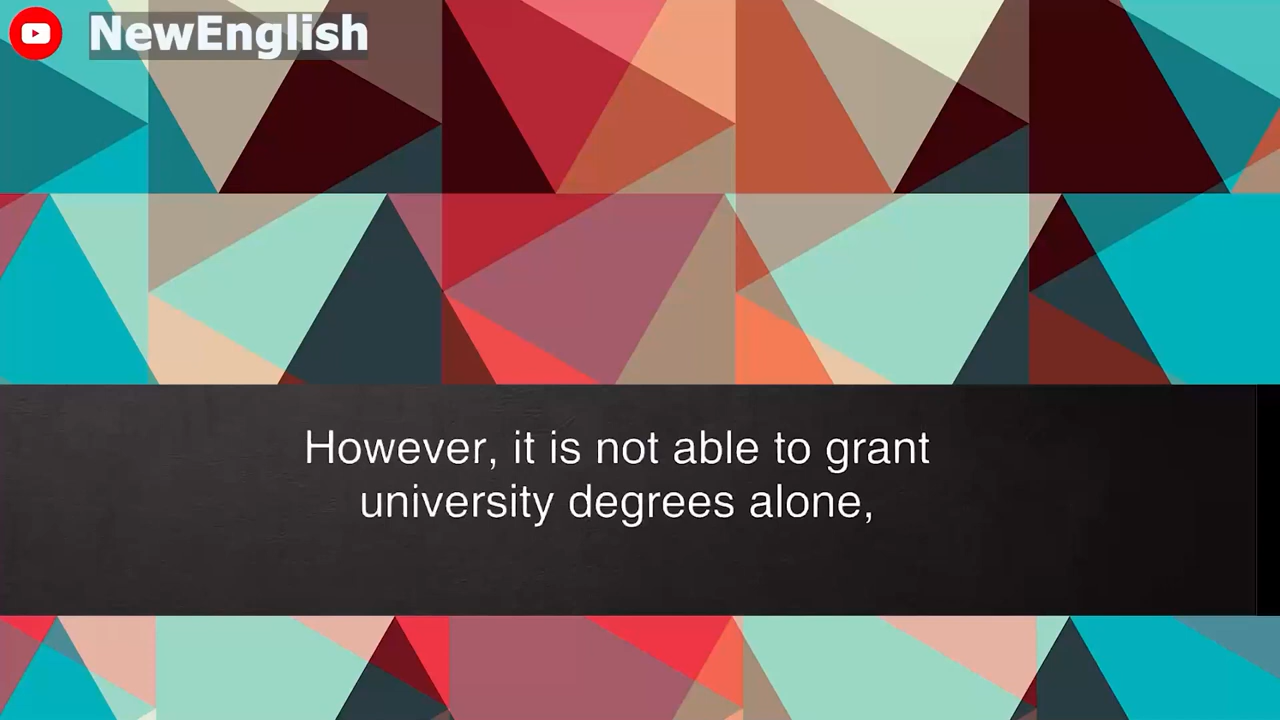 NewEnglish
However, it is not able to grant
university degrees alone,